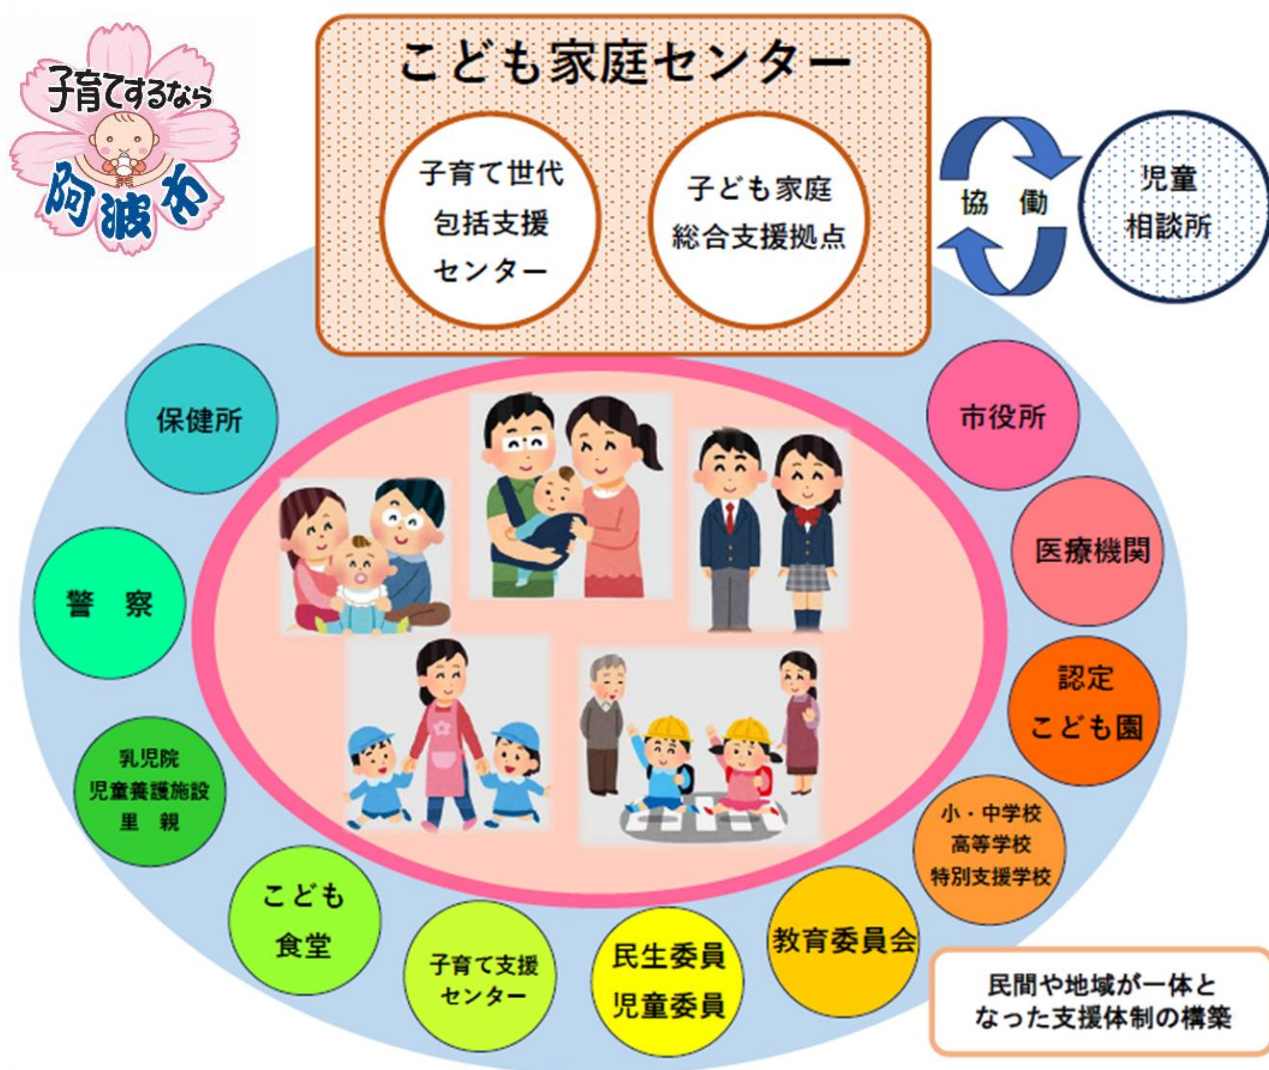 子育てするなら
阿波市
こども家庭センター
子育て世代
包括支援
センター
子ども家庭
総合支援拠点
協　働
児童
相談所
保健所
市役所
医療機関
警　察
認定
こども園
乳児院
児童養護施設
里　親
小・中学校
高等学校
特別支援学校
こども
食堂
子育て支援
センター
民生委員
児童委員
教育委員会
民間や地域が一体と
なった支援体制の構築